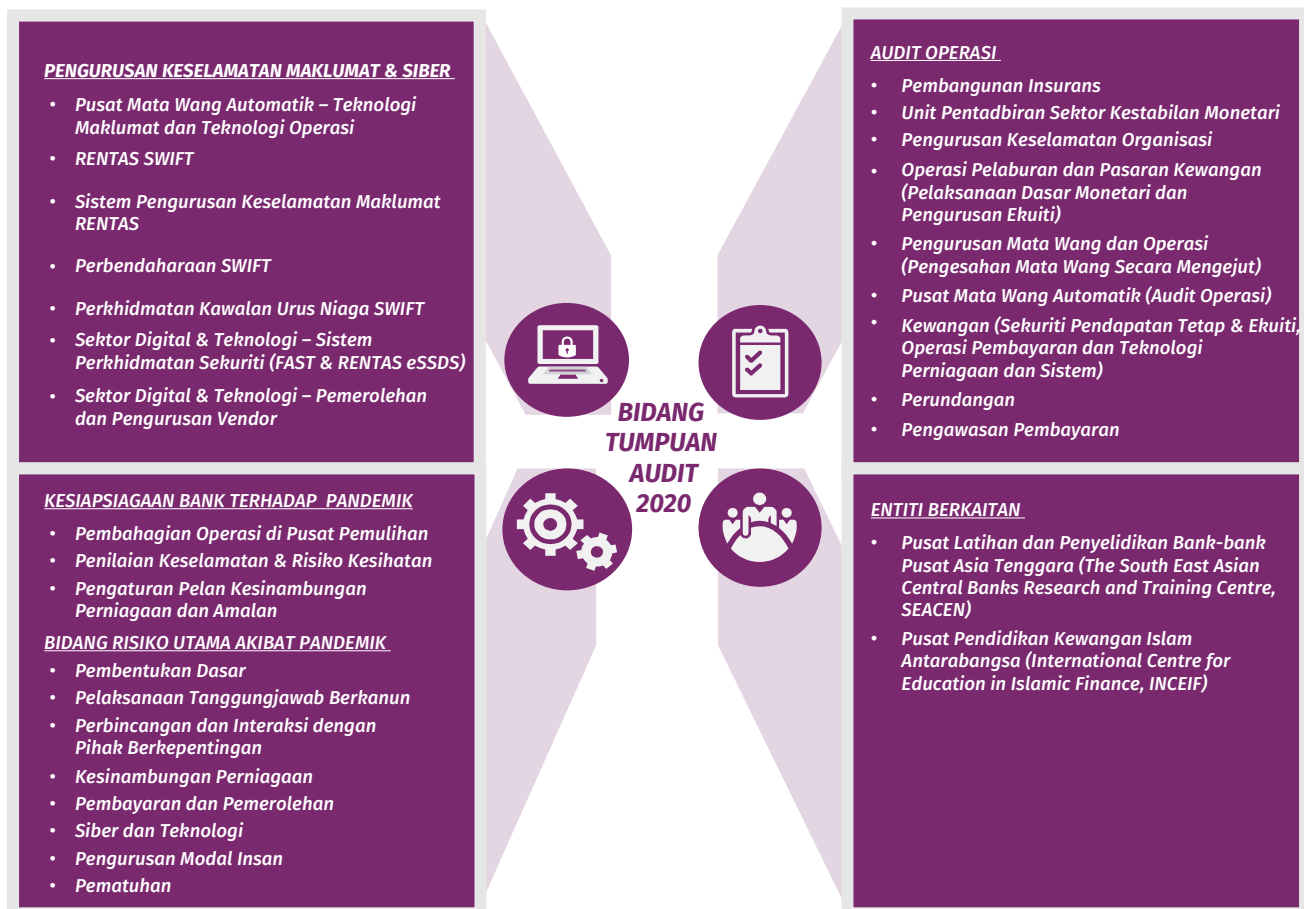 PENGURUSAN KESELAMATAN MAKLUMAT & SIBER
• Pusat Mata Wang Automatik – Teknologi
Maklumat dan Teknologi Operasi
• RENTAS SWIFT
• Sistem Pengurusan Keselamatan Maklumat
RENTAS
• Perbendaharaan SWIFT
• Perkhidmatan Kawalan Urus Niaga SWIFT
• Sektor Digital & Teknologi – Sistem
Perkhidmatan Sekuriti (FAST & RENTAS eSSDS)
• Sektor Digital & Teknologi – Pemerolehan
dan Pengurusan Vendor
KESIAPSIAGAAN BANK TERHADAP PANDEMIK
• Pembahagian Operasi di Pusat Pemulihan
• Penilaian Keselamatan & Risiko Kesihatan
• Pengaturan Pelan Kesinambungan
Perniagaan dan Amalan
BIDANG RISIKO UTAMA AKIBAT PANDEMIK
• Pembentukan Dasar
• Pelaksanaan Tanggungjawab Berkanun
• Perbincangan dan Interaksi dengan
Pihak Berkepentingan
• Kesinambungan Perniagaan
• Pembayaran dan Pemerolehan
• Siber dan Teknologi
• Pengurusan Modal Insan
• Pematuhan
BIDANG
TUMPUAN
AUDIT
2020
AUDIT OPERASI
• Pembangunan Insurans
• Unit Pentadbiran Sektor Kestabilan Monetari
• Pengurusan Keselamatan Organisasi
• Operasi Pelaburan dan Pasaran Kewangan
(Pelaksanaan Dasar Monetari dan
Pengurusan Ekuiti)
• Pengurusan Mata Wang dan Operasi
(Pengesahan Mata Wang Secara Mengejut)
• Pusat Mata Wang Automatik (Audit Operasi)
• Kewangan (Sekuriti Pendapatan Tetap & Ekuiti,
Operasi Pembayaran dan Teknologi
Perniagaan dan Sistem)
• Perundangan
• Pengawasan Pembayaran
ENTITI BERKAITAN
• Pusat Latihan dan Penyelidikan Bank-bank
Pusat Asia Tenggara (The South East Asian
Central Banks Research and Training Centre,
SEACEN)
• Pusat Pendidikan Kewangan Islam
Antarabangsa (International Centre for
Education in Islamic Finance, INCEIF)